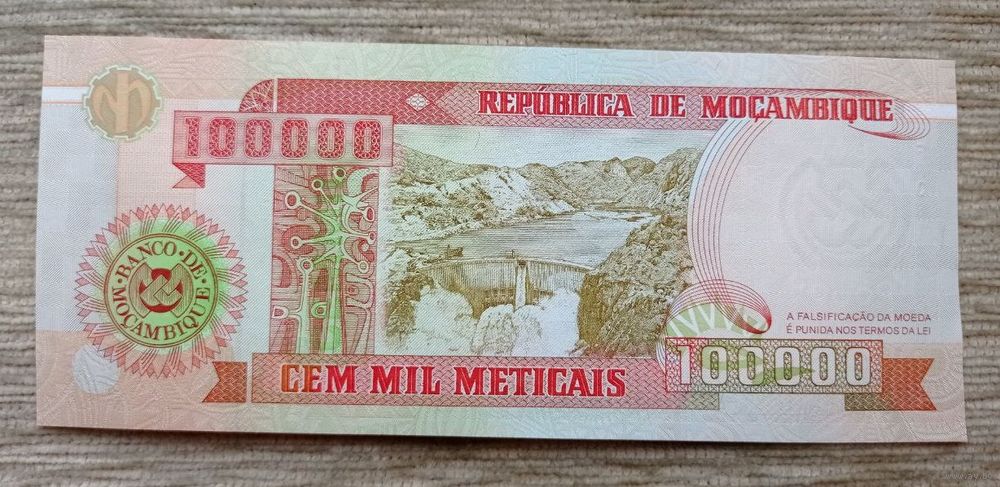 REPÚBLICA DE MOÇAMBIQUE
100000
BANCO·DE·
MOÇAMBIQUE
A FALSIFICAÇÃO DA MOEDA
É PUNIDA NOS TERMOS DA LEI
100000
CEM MIL METICAIS